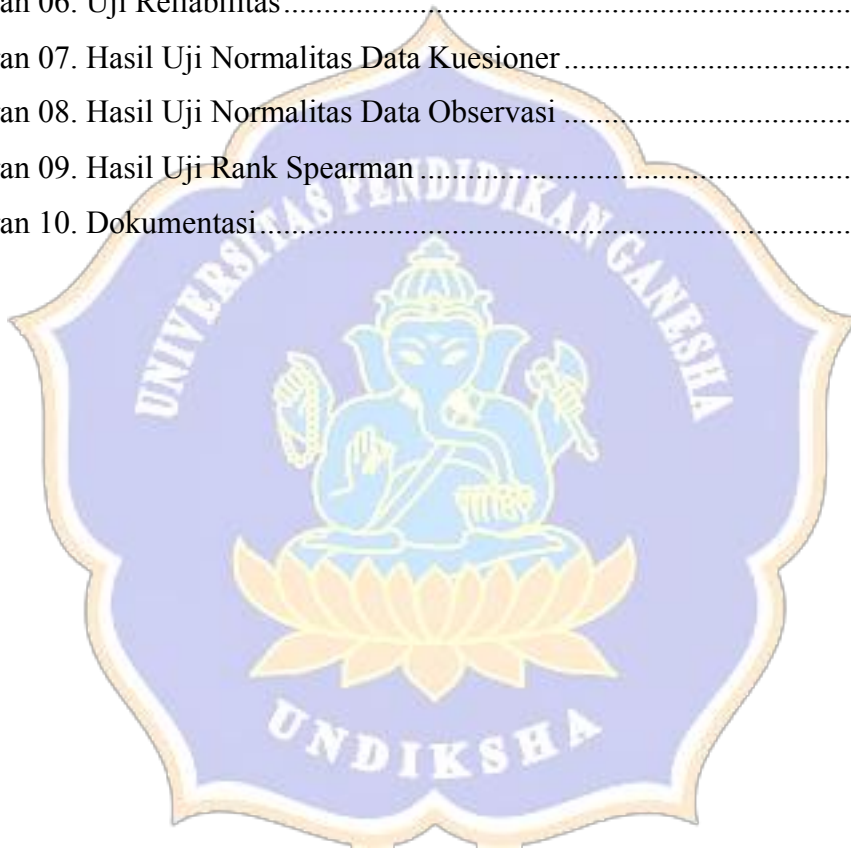 an 06. Uji Reliabilitas..............................................................................
an 07. Hasil Uji Normalitas Data Kuesioner......................................
an 08. Hasil Uji Normalitas Data Observasi ......................................
an 09. Hasil Uji Rank Spearman ..........................................................
an 10. Dokumentasi..............................................................................
UNIVERSITAS PENDIDIKAN GANESHA
UNDIKSHA